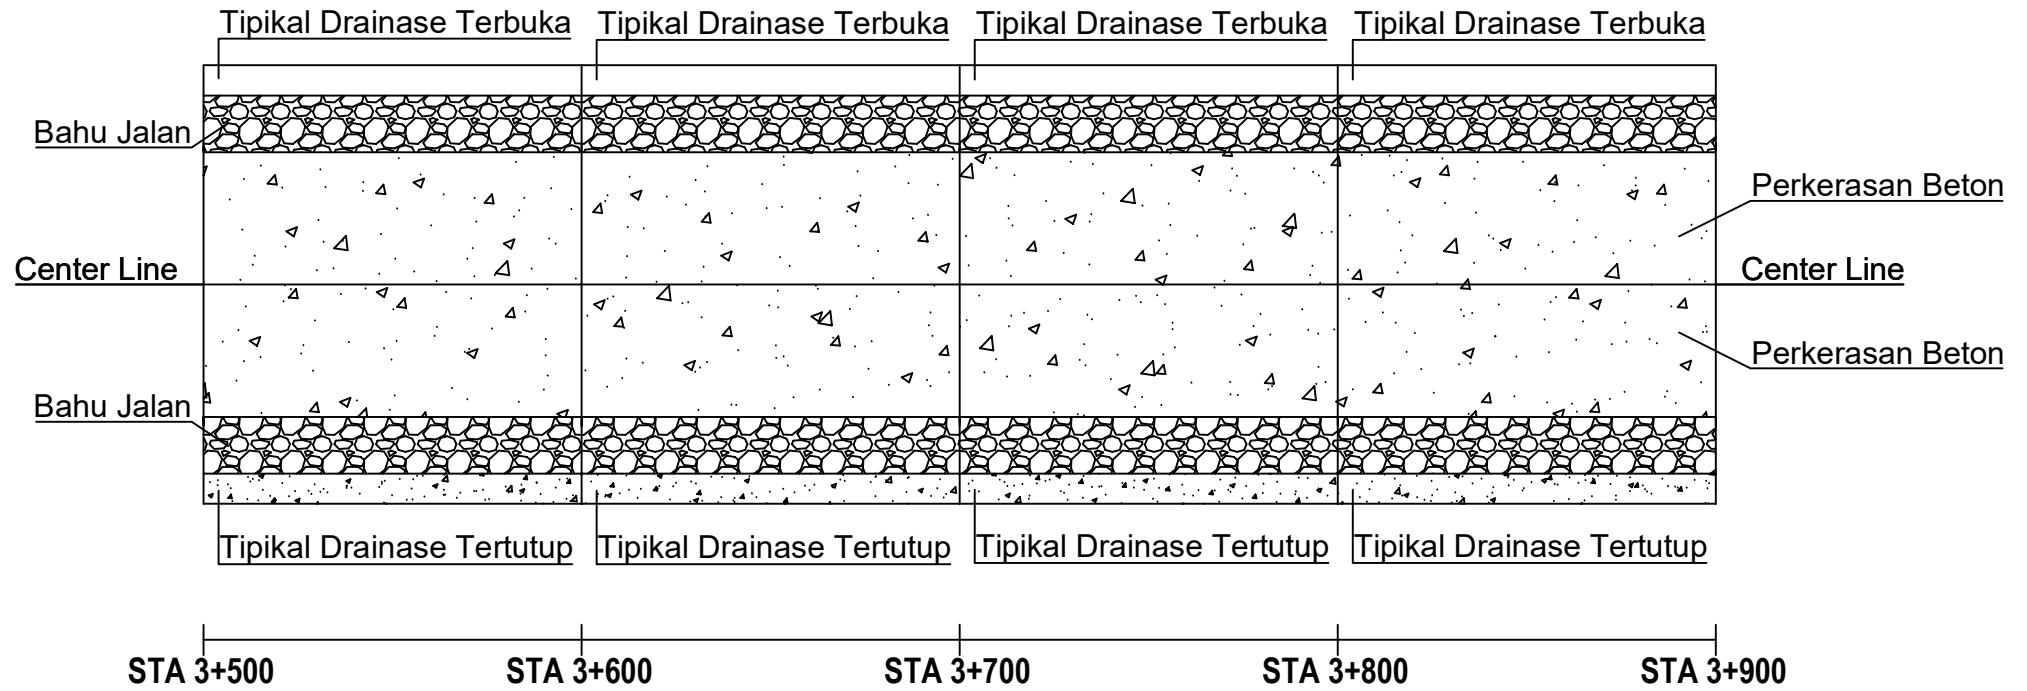 Tipikal Drainase Terbuka
Tipikal Drainase Terbuka
Tipikal Drainase Terbuka
Tipikal Drainase Terbuka
Bahu Jalan
Perkerasan Beton
Center Line
Center Line
Perkerasan Beton
Bahu Jalan
Tipikal Drainase Tertutup
Tipikal Drainase Tertutup
Tipikal Drainase Tertutup
Tipikal Drainase Tertutup
STA 3+500
STA 3+600
STA 3+700
STA 3+800
STA 3+900